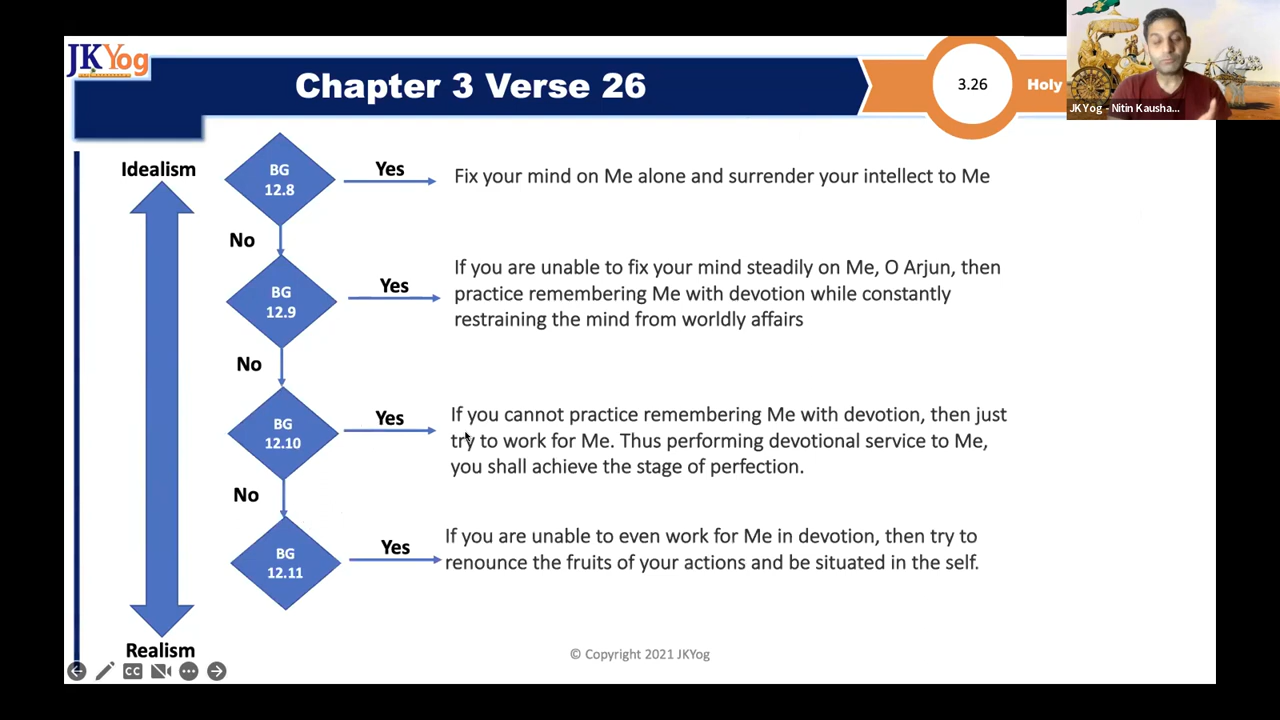 JKYog
Chapter 3 Verse 26
3.26
Holy
JKYog - Nitin Kausha...
Idealism
BG
12.8
Yes
Fix your mind on Me alone and surrender your intellect to Me
No
BG
12.9
Yes
If you are unable to fix your mind steadily on Me, O Arjun, then
practice remembering Me with devotion while constantly
restraining the mind from worldly affairs
No
BG
12.10
Yes
If you cannot practice remembering Me with devotion, then just
try to work for Me. Thus performing devotional service to Me,
you shall achieve the stage of perfection.
No
BG
12.11
Yes
If you are unable to even work for Me in devotion, then try to
renounce the fruits of your actions and be situated in the self.
Realism
CC
© Copyright 2021 JKYog